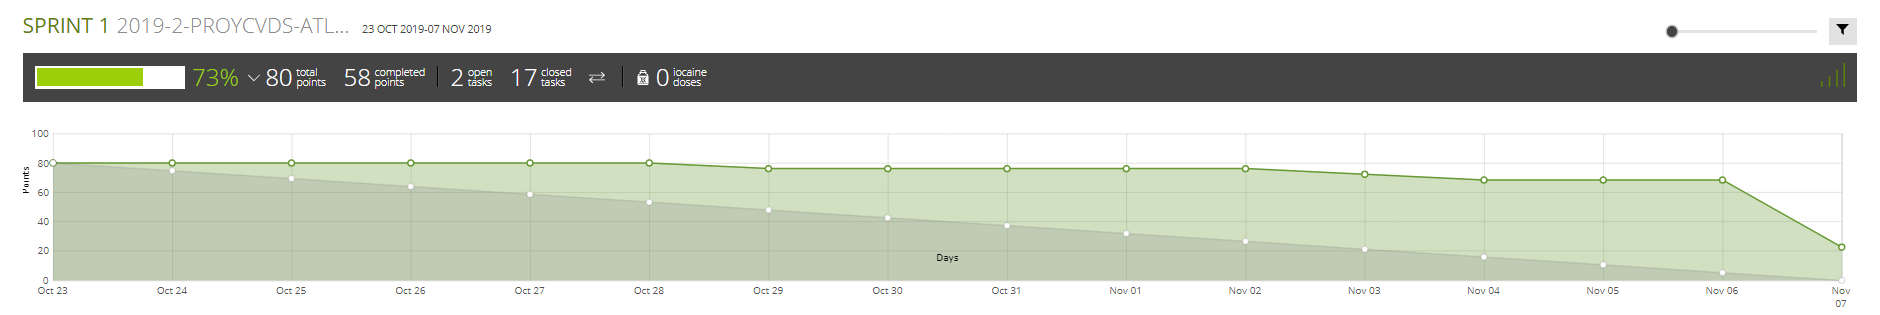 SPRINT 1 2019-2-PROYCVDS-ATL... 23 OCT 2019-07 NOV 2019
73% 80 total points 58 completed points 2 open tasks 17 closed tasks 0 iocaine doses
100
80
60
40
20
0
Points
Days
Oct 23 Oct 24 Oct 25 Oct 26 Oct 27 Oct 28 Oct 29 Oct 30 Oct 31 Nov 01 Nov 02 Nov 03 Nov 04 Nov 05 Nov 06 Nov 07